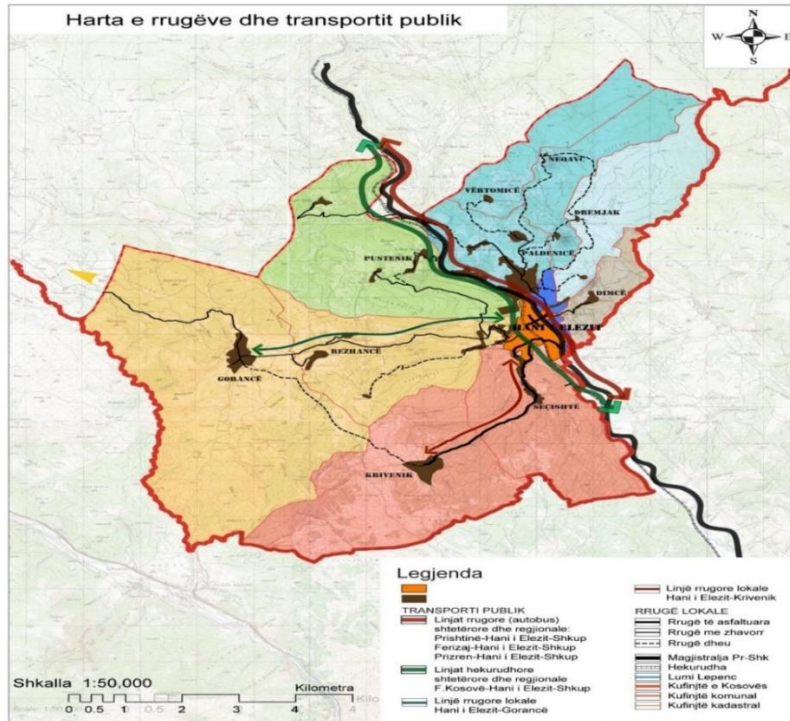 Harta e rrugëve dhe transportit publik
N
W E
S
NEQAVC
VËRTOMICË
DREMJAK
PALDENICË
PUSTENIK
DIMCË
HANI I ELEZIT
REZHANCË
GORANCË
SEÇISHTË
KRIVENIK
Legjenda
TRANSPORTI PUBLIK
Linjat rrugore (autobus)
shtetërore dhe regjionale:
Prishtinë-Hani i Elezit-Shkup
Ferizaj-Hani i Elezit-Shkup
Prizren-Hani i Elezit-Shkup
Linjat hekurudhore
shtetërore dhe regjionale
F.Kosovë-Hani i Elezit-Shkup
Linjë rrugore lokale
Hani i Elezit-Gorancë
Linjë rrugore lokale
Hani i Elezit-Krivenik
RRUGË LOKALE
Rrugë të asfaltuara
Rrugë me zhavorr
Rrugë dheu
Magjistralja Pr-Shk
Hekurudha
Lumi Lepenc
Kufinjtë e Kosovës
Kufinjtë komunal
Kufinjtë kadastral
Shkalla 1:50,000
Kilometra
0 0.5 1 2 3 4